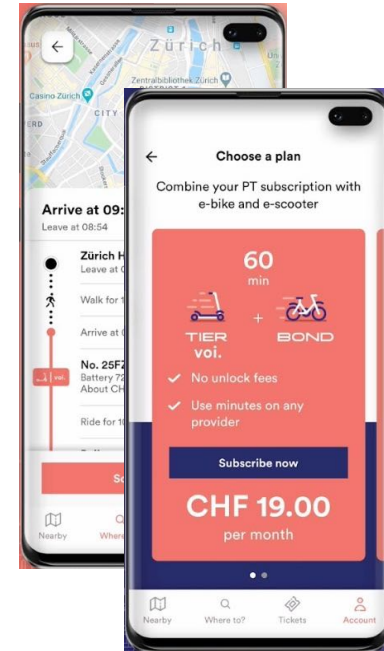 Zürich
Zentralbibliothek Zürich
Casino Zürich
CITY
Arrive at 09:
Leave at 08:54
Zürich H
Leave at
Walk for
Arrive at
No. 25FZ
Battery 72
About CH
Ride for
Nearby
Choose a plan
Combine your PT subscription with
e-bike and e-scooter
60
min
+
TIER BOND
voi.
No unlock fees
Use minutes on any
provider
Subscribe now
CHF 19.00
per month
Nearby Where to? Tickets Account